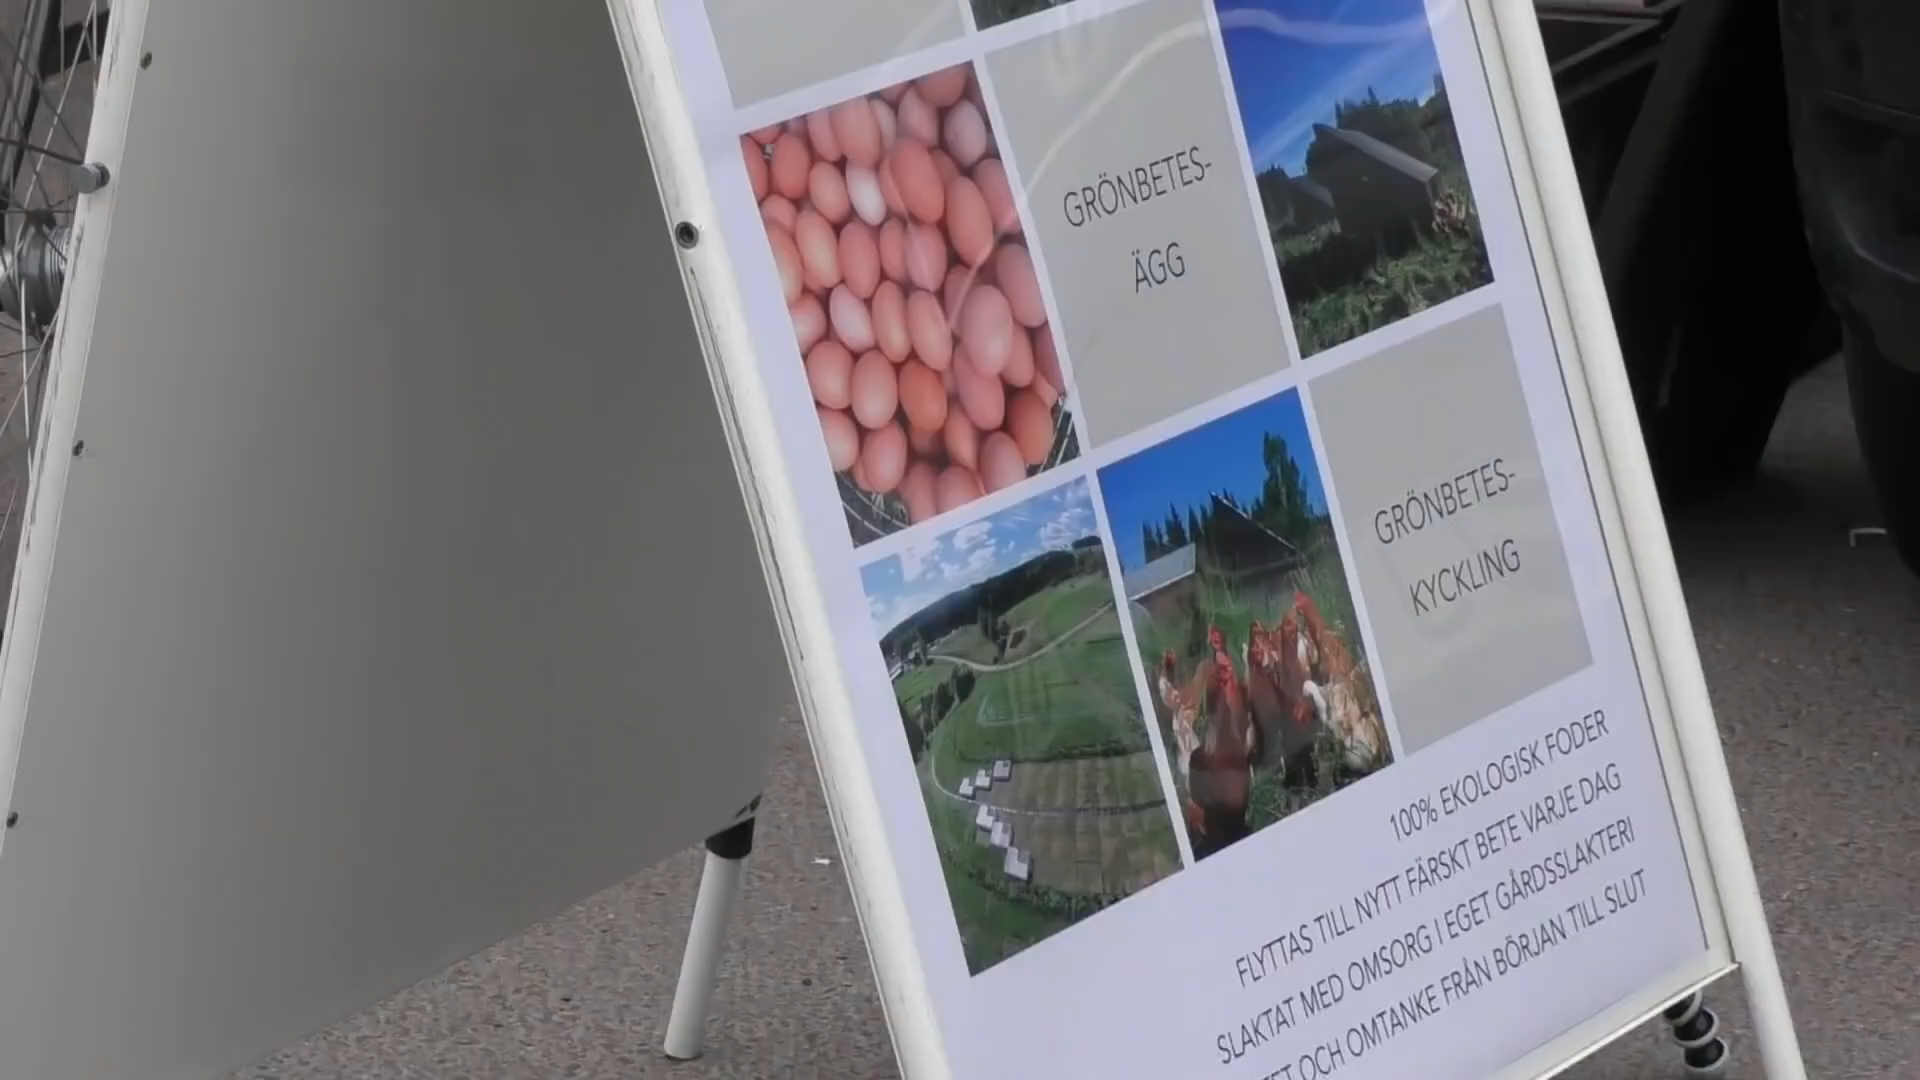 GRÖNBETES-
ÄGG
GRÖNBETES-
KYCKLING
100% EKOLOGISK FODER
FLYTTAS TILL NYTT FÄRSKT BETE VARJE DAG
SLAKTAT MED OMSORG I EGET GÅRDSSLAKTERI
OCH OMTANKE FRÅN BÖRJAN TILL SLUT